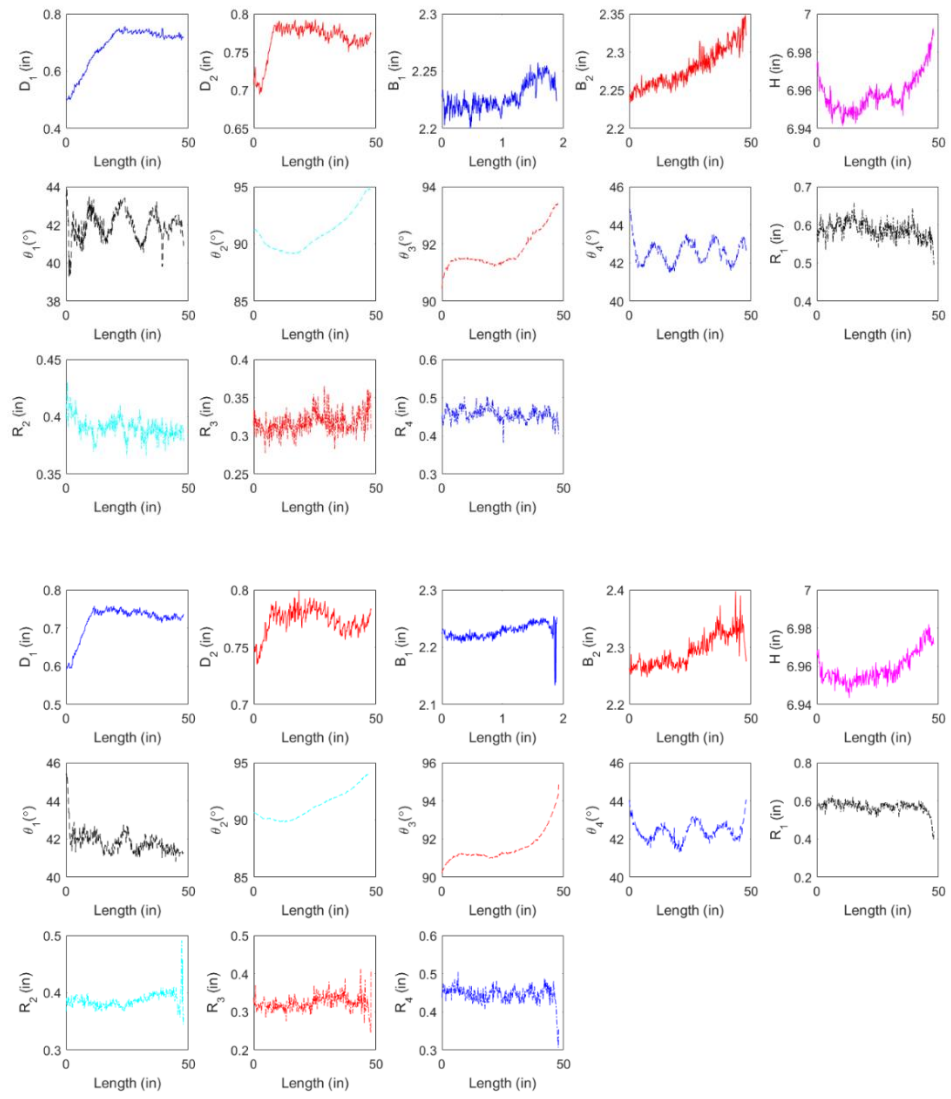 0.8 0.8 2.3 2.35 7
D₁ (in) 0.6 D₂ (in) 0.75 0.7 B₁ (in) 2.25 B₂ (in) 2.3 2.25 H (in) 6.98 6.96
0.4 0.65 2.2 2.2 6.94
0 50 0 50 0 1 2 0 50 0 50
Length (in) Length (in) Length (in) Length (in) Length (in)
44 95 94 46 0.7
θ₁(°) 42 40 θ₂(°) 90 θ₃(°) 92 θ₄(°) 44 42 R₁ (in) 0.6 0.5
38 85 90 40 0.4
0 50 0 50 0 50 0 50 0 50
Length (in) Length (in) Length (in) Length (in) Length (in)
0.45 0.4 0.6
R₂ (in) 0.4 R₃ (in) 0.35 0.3 R₄ (in) 0.5 0.4
0.35 0.25 0.3
0 50 0 50 0 50
Length (in) Length (in) Length (in)
0.8 0.8 2.3 2.4 7
D₁ (in) 0.7 0.6 D₂ (in) 0.75 B₁ (in) 2.2 B₂ (in) 2.3 H (in) 6.98 6.96
0.5 0.7 2.1 2.2 6.94
0 50 0 50 0 1 2 0 50 0 50
Length (in) Length (in) Length (in) Length (in) Length (in)
46 95 96 46 0.8
θ₁(°) 44 42 θ₂(°) 90 θ₃(°) 94 92 θ₄(°) 44 42 R₁ (in) 0.6 0.4
40 85 90 40 0.2
0 50 0 50 0 50 0 50 0 50
Length (in) Length (in) Length (in) Length (in) Length (in)
0.5 0.5 0.6
R₂ (in) 0.4 R₃ (in) 0.4 0.3 R₄ (in) 0.5 0.4
0.3 0.2 0.3
0 50 0 50 0 50
Length (in) Length (in) Length (in)